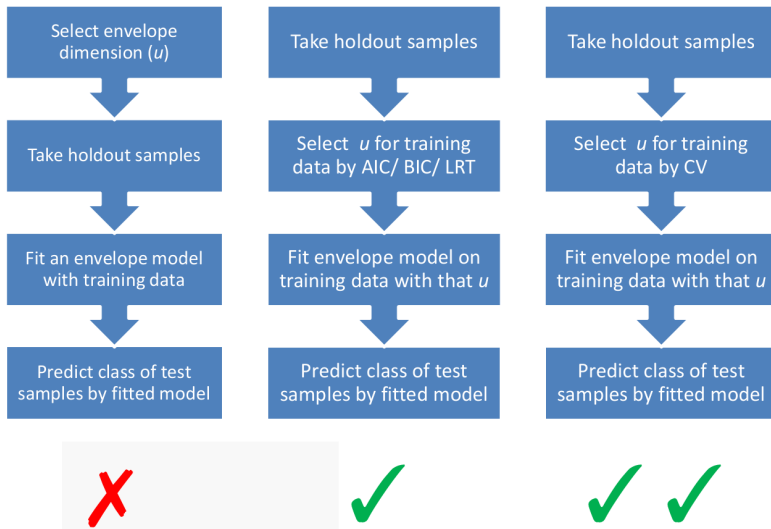 Select envelope
dimension (u)
Take holdout samples
Fit an envelope model
with training data
Predict class of test
samples by fitted model
Take holdout samples
Select u for training
data by AIC/ BIC/ LRT
Fit envelope model on
training data with that u
Predict class of test
samples by fitted model
Take holdout samples
Select u for training
data by CV
Fit envelope model on
training data with that u
Predict class of test
samples by fitted model
✗
✓
✓✓